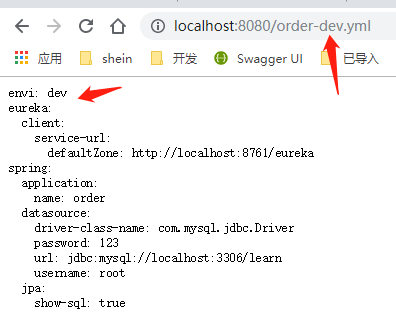 localhost:8080/order-dev.yml
应用 shein 开发 Swagger UI 已导入
envi: dev
eureka:
  client:
    service-url:
      defaultZone: http://localhost:8761/eureka
spring:
  application:
    name: order
  datasource:
    driver-class-name: com.mysql.jdbc.Driver
    password: 123
    url: jdbc:mysql://localhost:3306/learn
    username: root
  jpa:
    show-sql: true